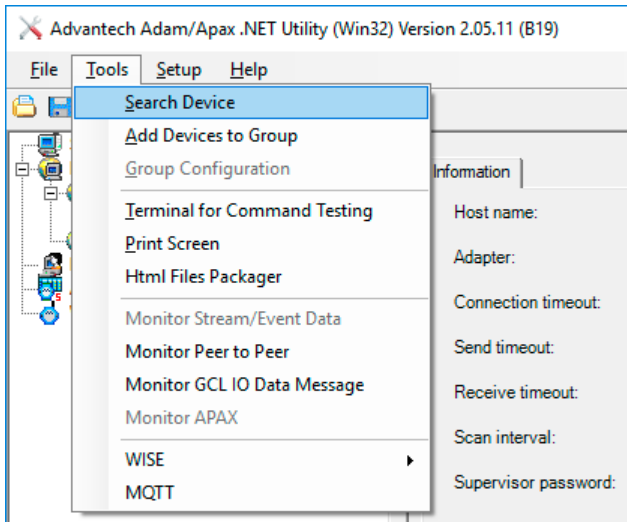 Advantech Adam/Apax .NET Utility (Win32) Version 2.05.11 (B19)
File Tools Setup Help
Search Device
Add Devices to Group
Group Configuration
Terminal for Command Testing
Print Screen
Html Files Packager
Monitor Stream/Event Data
Monitor Peer to Peer
Monitor GCL IO Data Message
Monitor APAX
WISE
MQTT
Information
Host name:
Adapter:
Connection timeout:
Send timeout:
Receive timeout:
Scan interval:
Supervisor password: